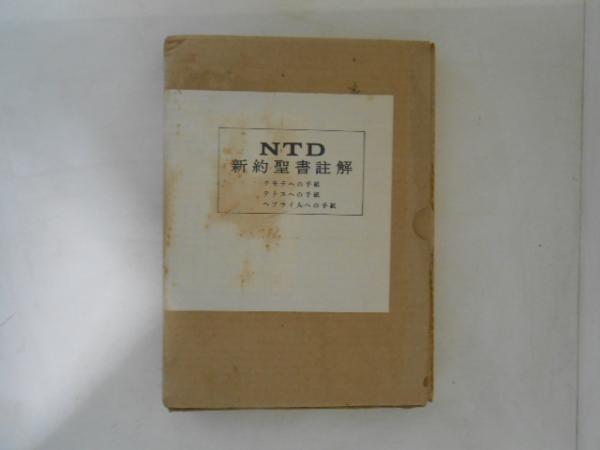 NTD
新約聖書註解
テモテへの手紙
テトスへの手紙
ヘブライ人への手紙